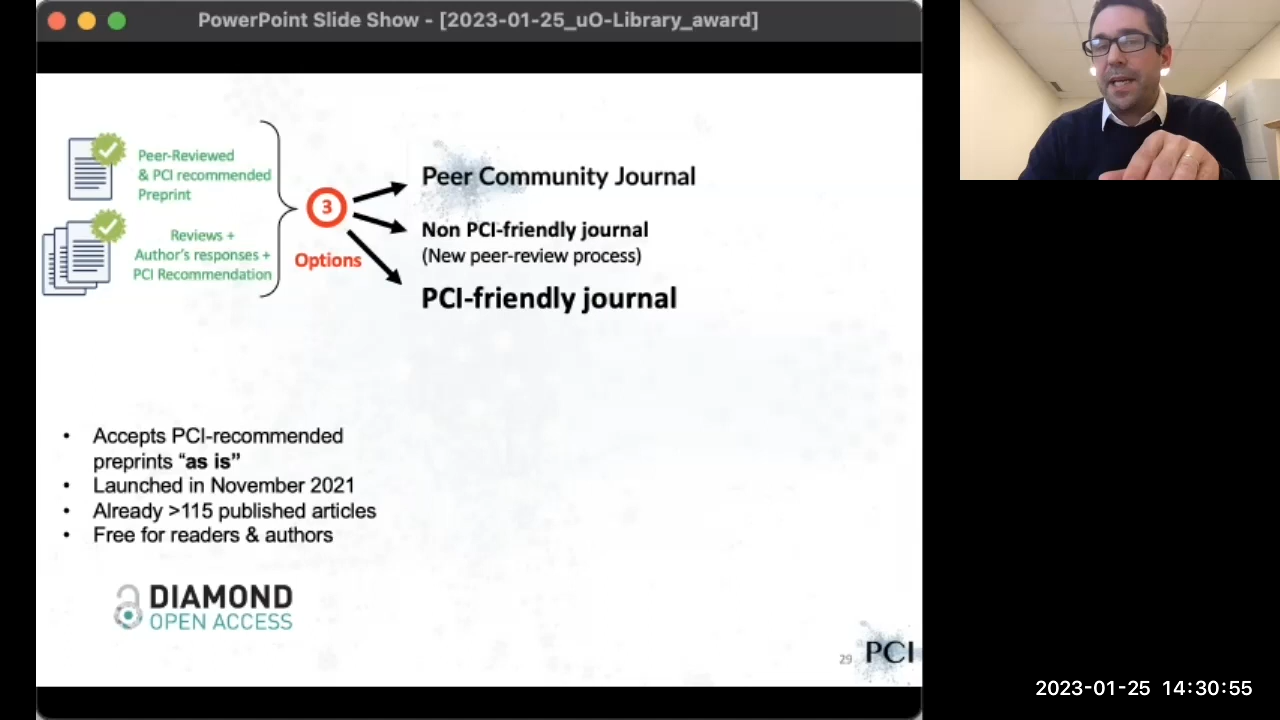 PowerPoint Slide Show - [2023-01-25_uO-Library_award]
Peer-Reviewed
& PCI recommended
Preprint
Reviews +
Author's responses +
PCI Recommendation
3
Options
Peer Community Journal
Non PCI-friendly journal
(New peer-review process)
PCI-friendly journal
• Accepts PCI-recommended
preprints “as is”
• Launched in November 2021
• Already >115 published articles
• Free for readers & authors
DIAMOND
OPEN ACCESS
29
PCI
2023-01-25 14:30:55